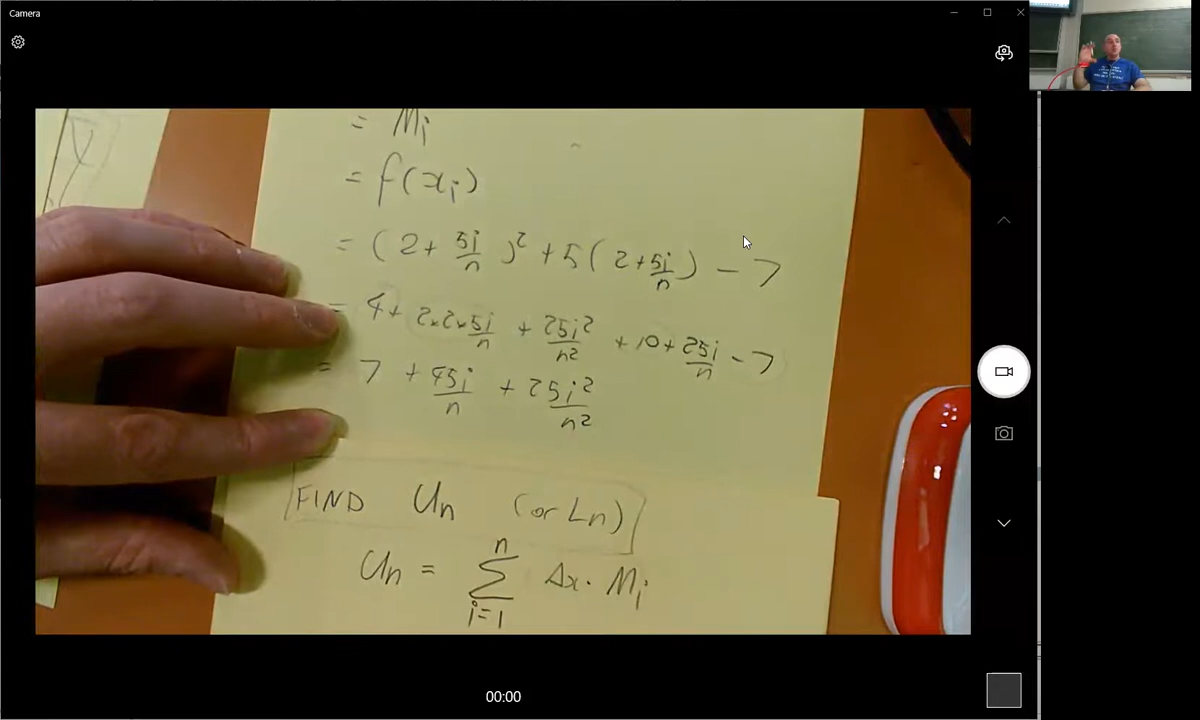 Camera
= Mi
= f(xi)
= (2 + 5i/n)² + 5(2 + 5i/n) - 7
= 4 + 2×2×5i/n + 25i²/n² + 10 + 25i/n - 7
= 7 + 45i/n + 25i²/n²
FIND Un (or Ln)
Un = n∑i=1 Δx · Mi
00:00